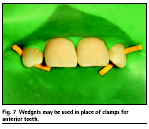 Fig. 7 Wedgets may be used in place of clamps for
anterior teeth.